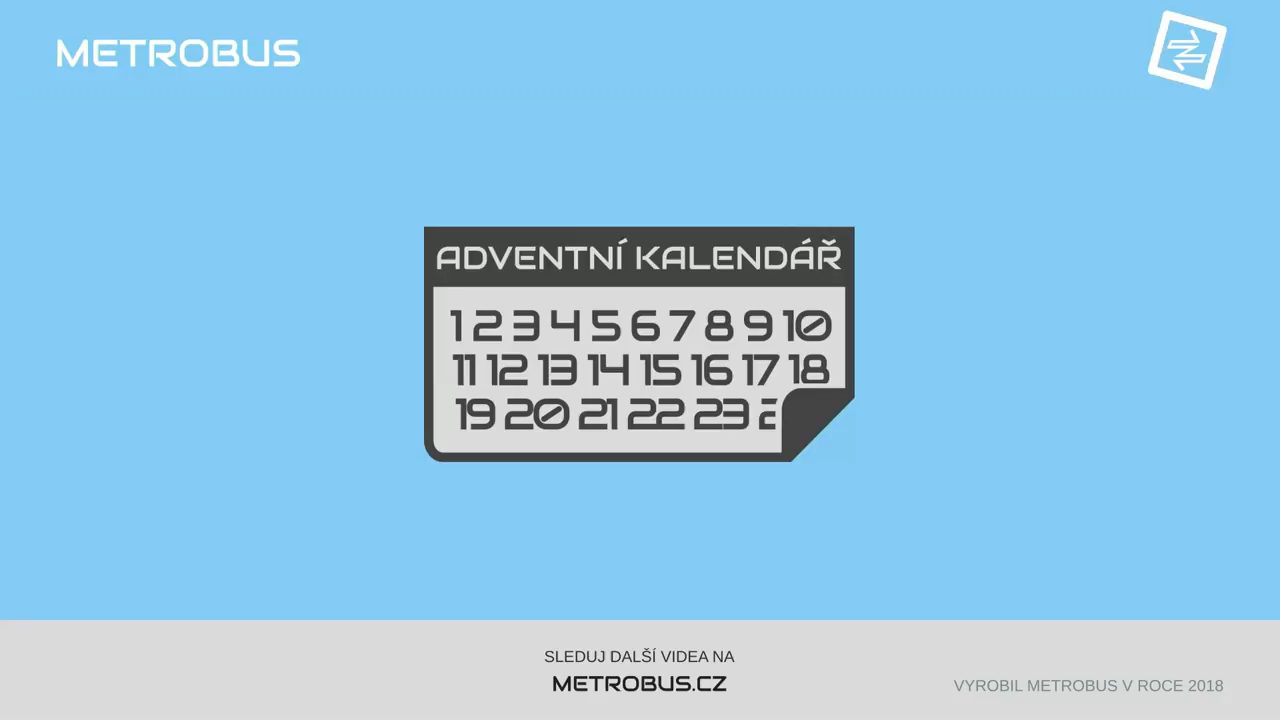 METROBUS
ADVENTNÍ KALENDÁŘ
1 2 3 4 5 6 7 8 9 10
11 12 13 14 15 16 17 18
19 20 21 22 23 2
SLEDUJ DALŠÍ VIDEA NA
METROBUS.CZ
VYROBIL METROBUS V ROCE 2018